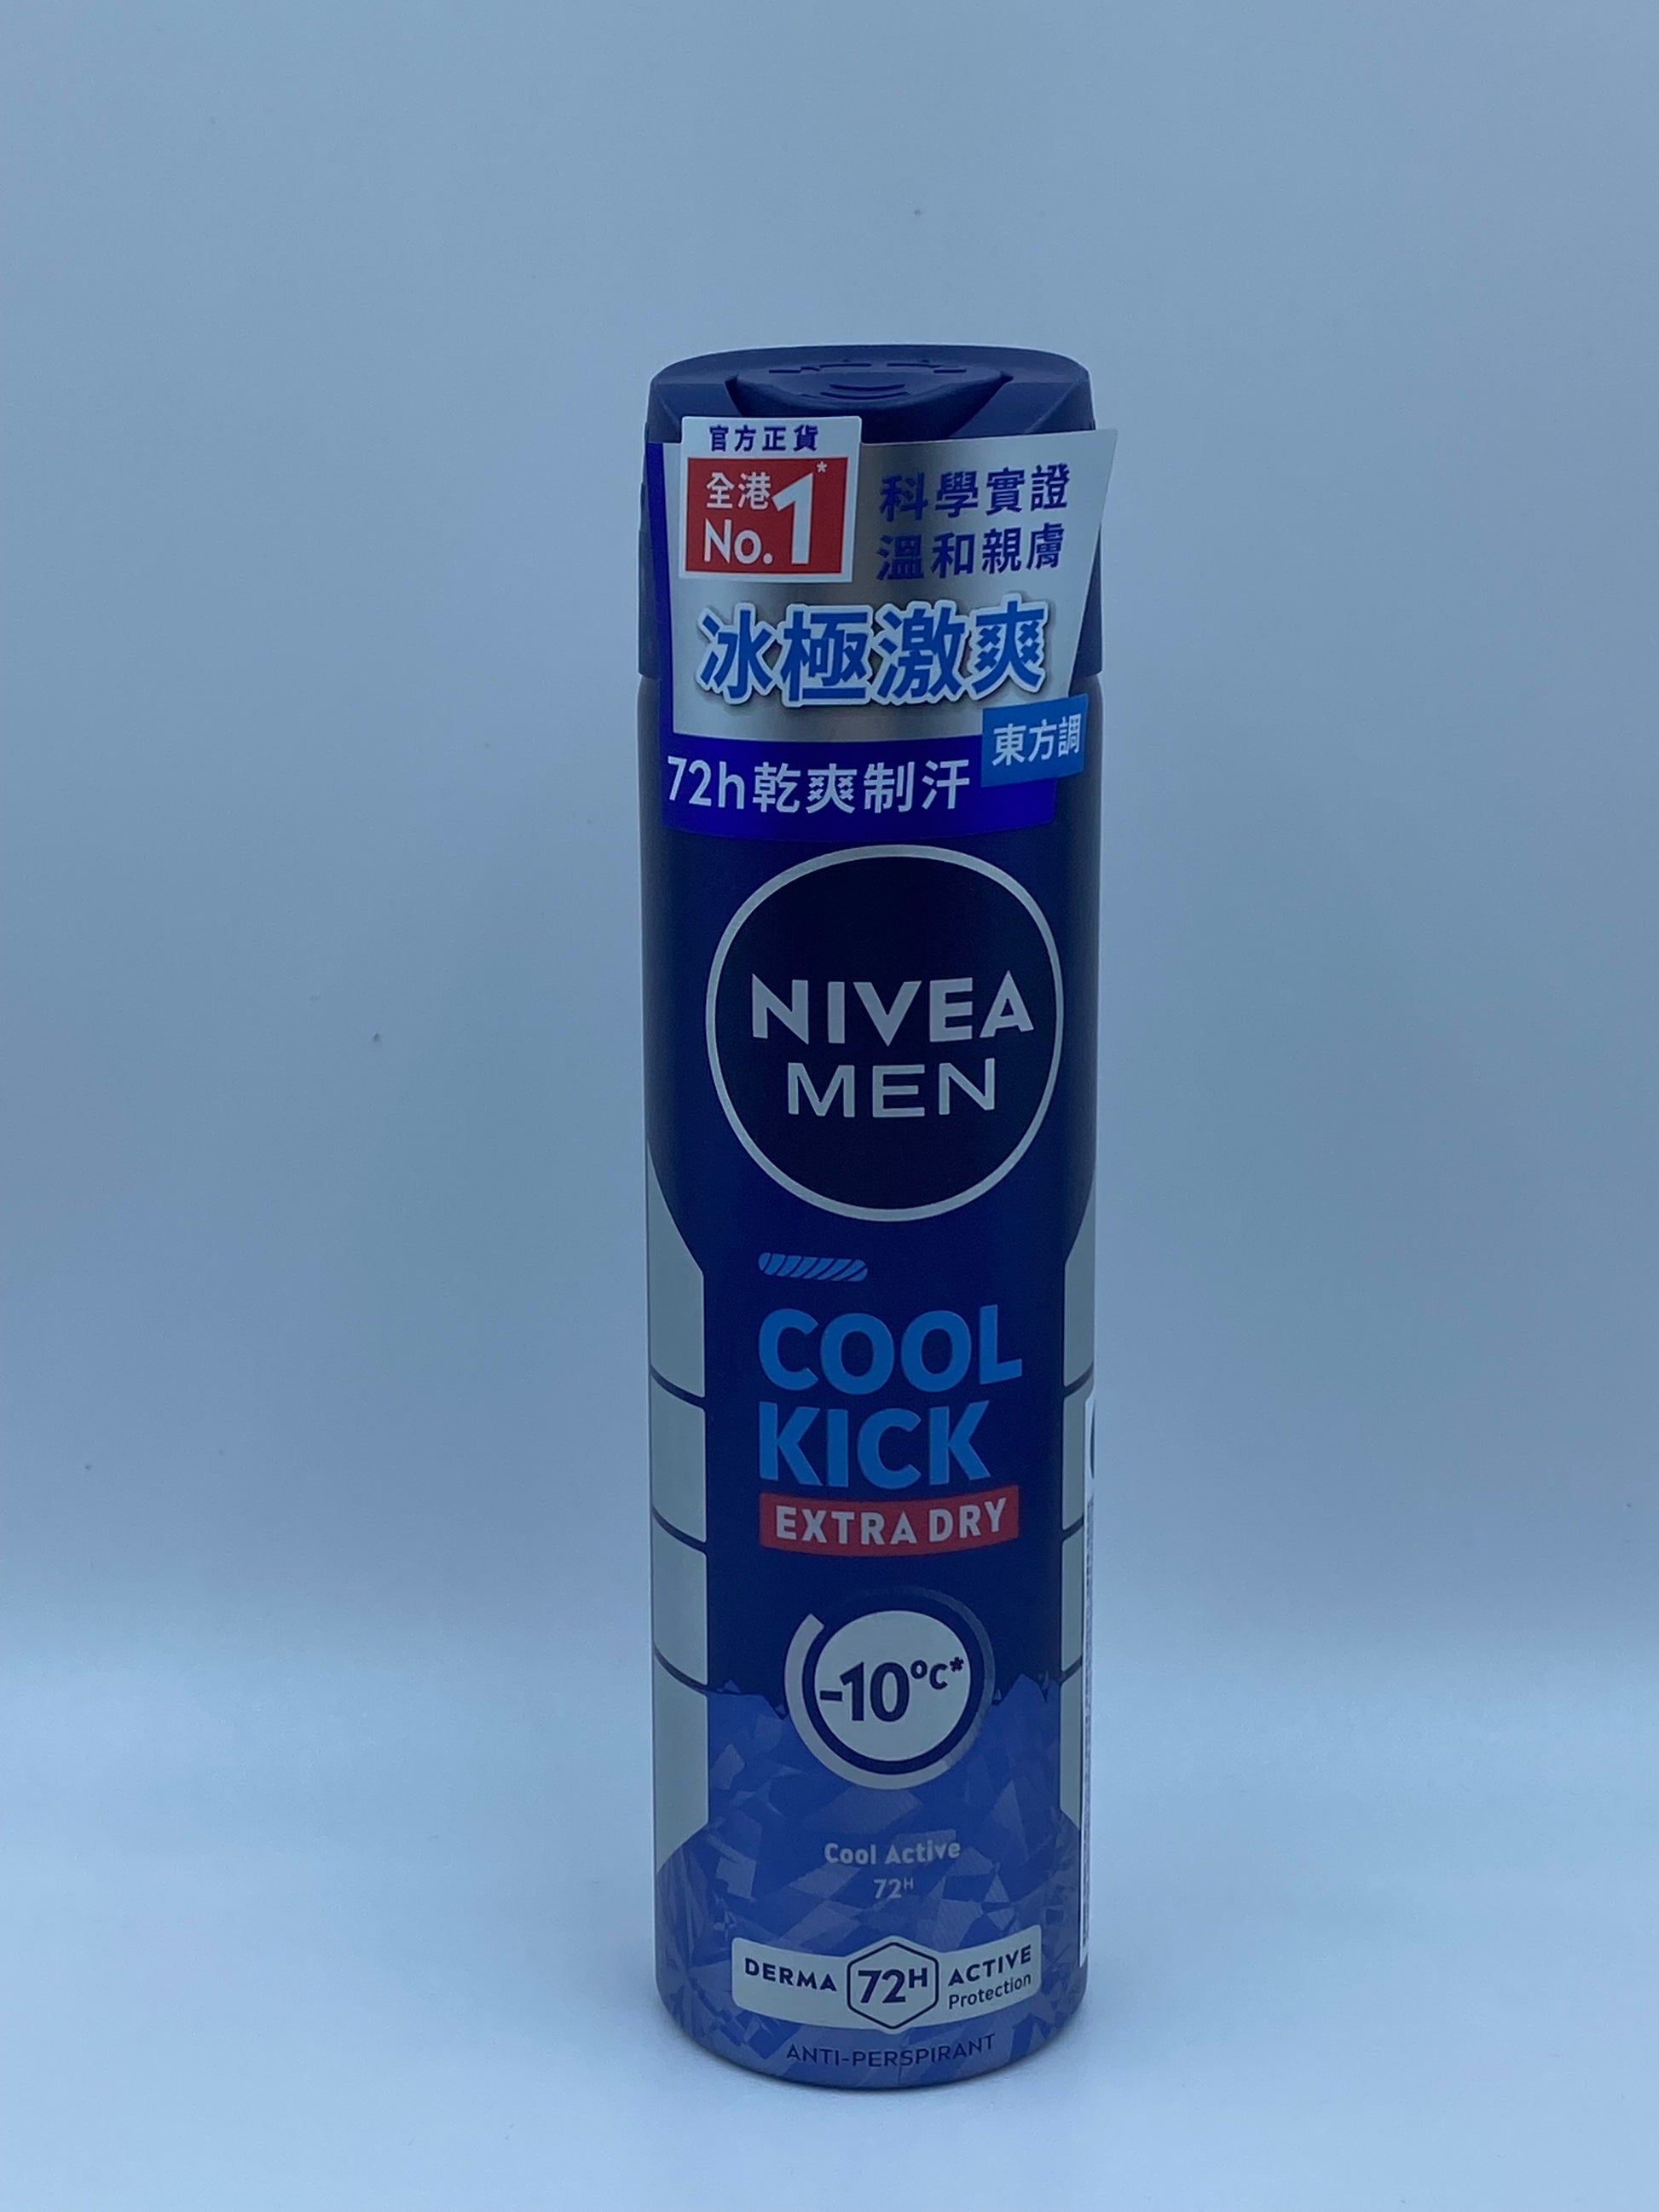 官方正貨
全港
No.1*
科學實證
溫和親膚
冰極激爽
東方調
72h乾爽制汗
NIVEA
MEN
COOL
KICK
EXTRA DRY
-10°C*
Cool Active
72H
DERMA 72H ACTIVE
Protection
ANTI-PERSPIRANT